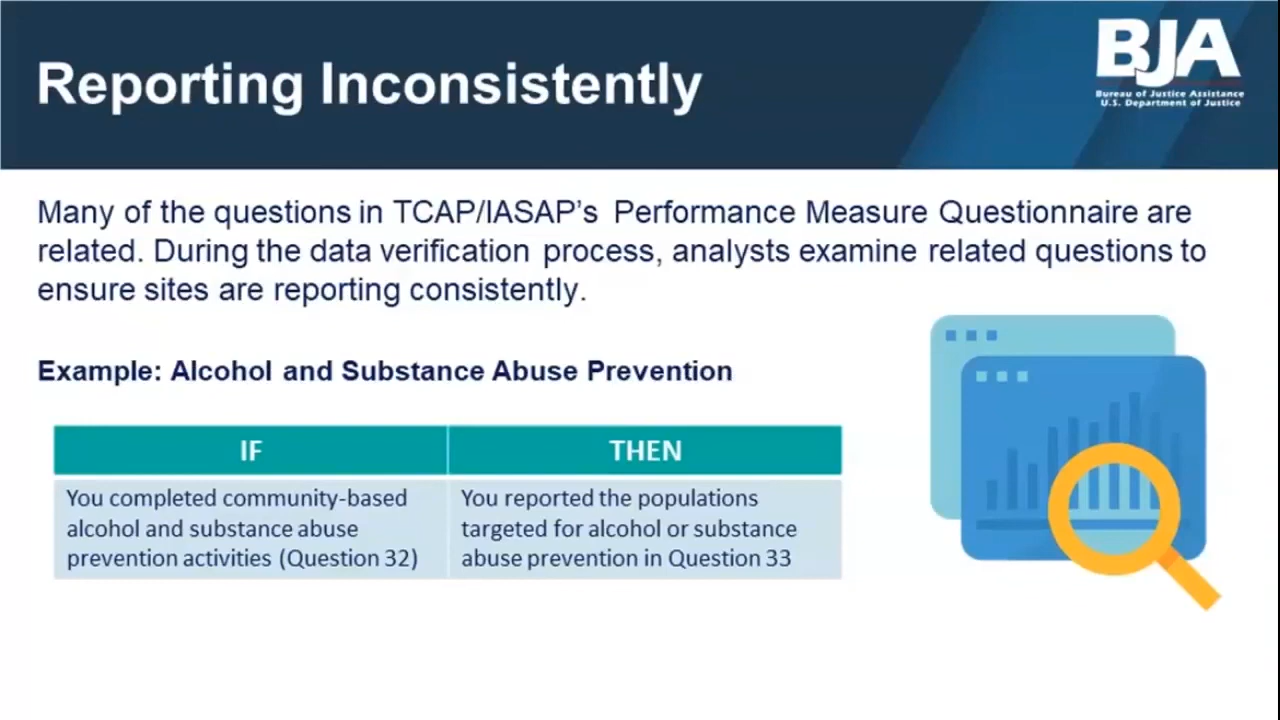 Reporting Inconsistently
BJA
Bureau of Justice Assistance
U.S. Department of Justice
Many of the questions in TCAP/IASAP’s Performance Measure Questionnaire are
related. During the data verification process, analysts examine related questions to
ensure sites are reporting consistently.
Example: Alcohol and Substance Abuse Prevention
IF
THEN
You completed community-based
alcohol and substance abuse
prevention activities (Question 32)
You reported the populations
targeted for alcohol or substance
abuse prevention in Question 33